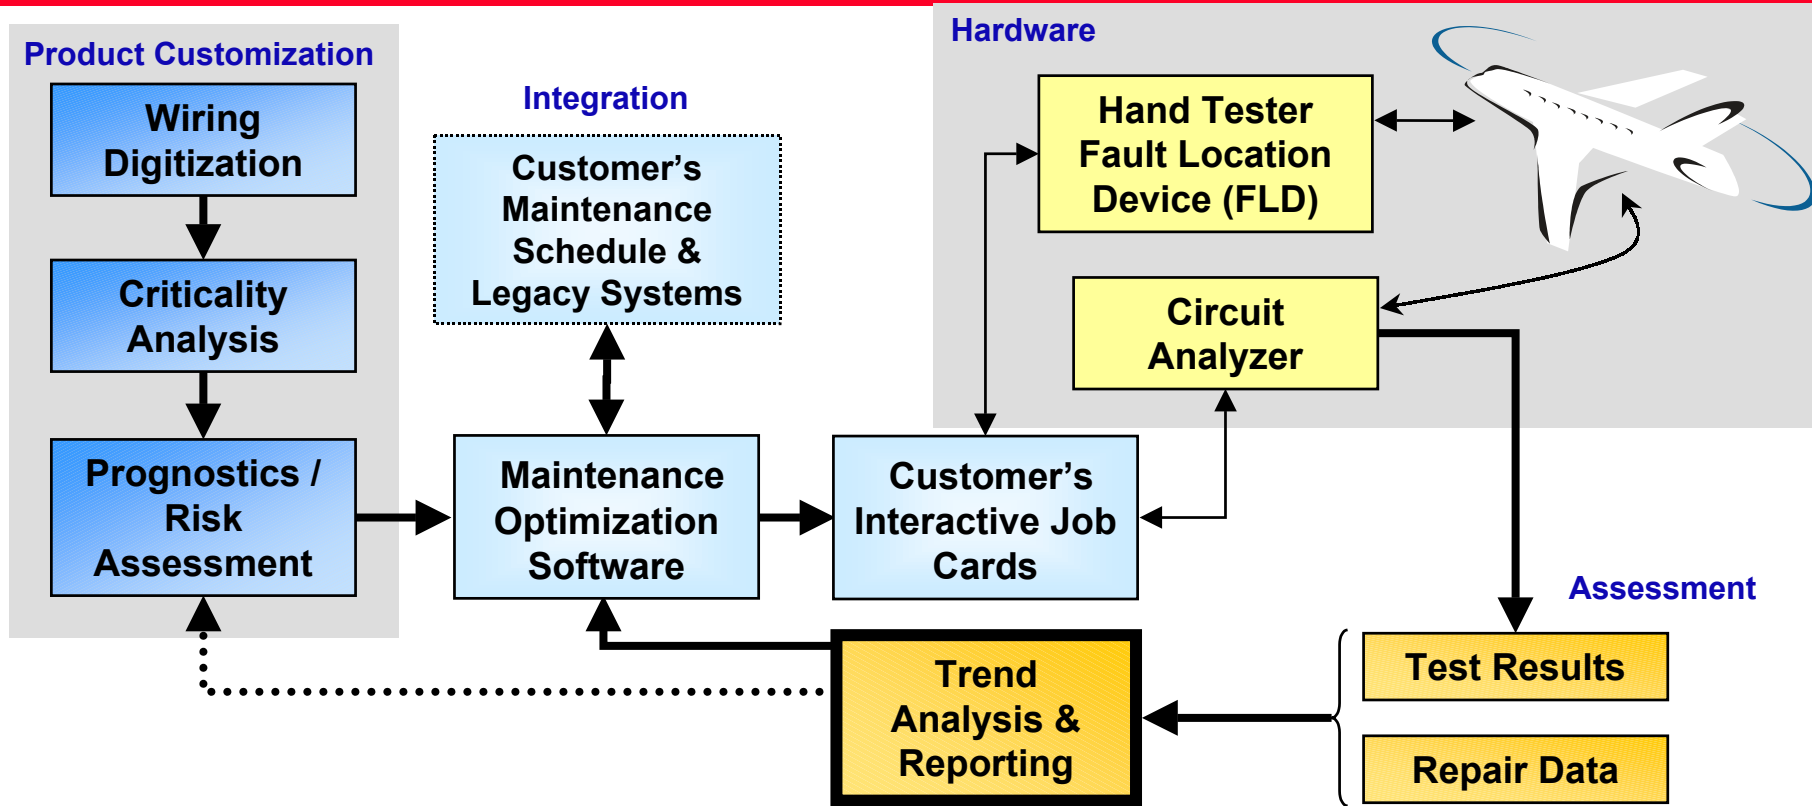 Product Customization
Wiring
Digitization
Criticality
Analysis
Prognostics /
Risk
Assessment
Integration
Customer’s
Maintenance
Schedule &
Legacy Systems
Maintenance
Optimization
Software
Customer’s
Interactive Job
Cards
Hardware
Hand Tester
Fault Location
Device (FLD)
Circuit
Analyzer
Assessment
Test Results
Repair Data
Trend
Analysis &
Reporting